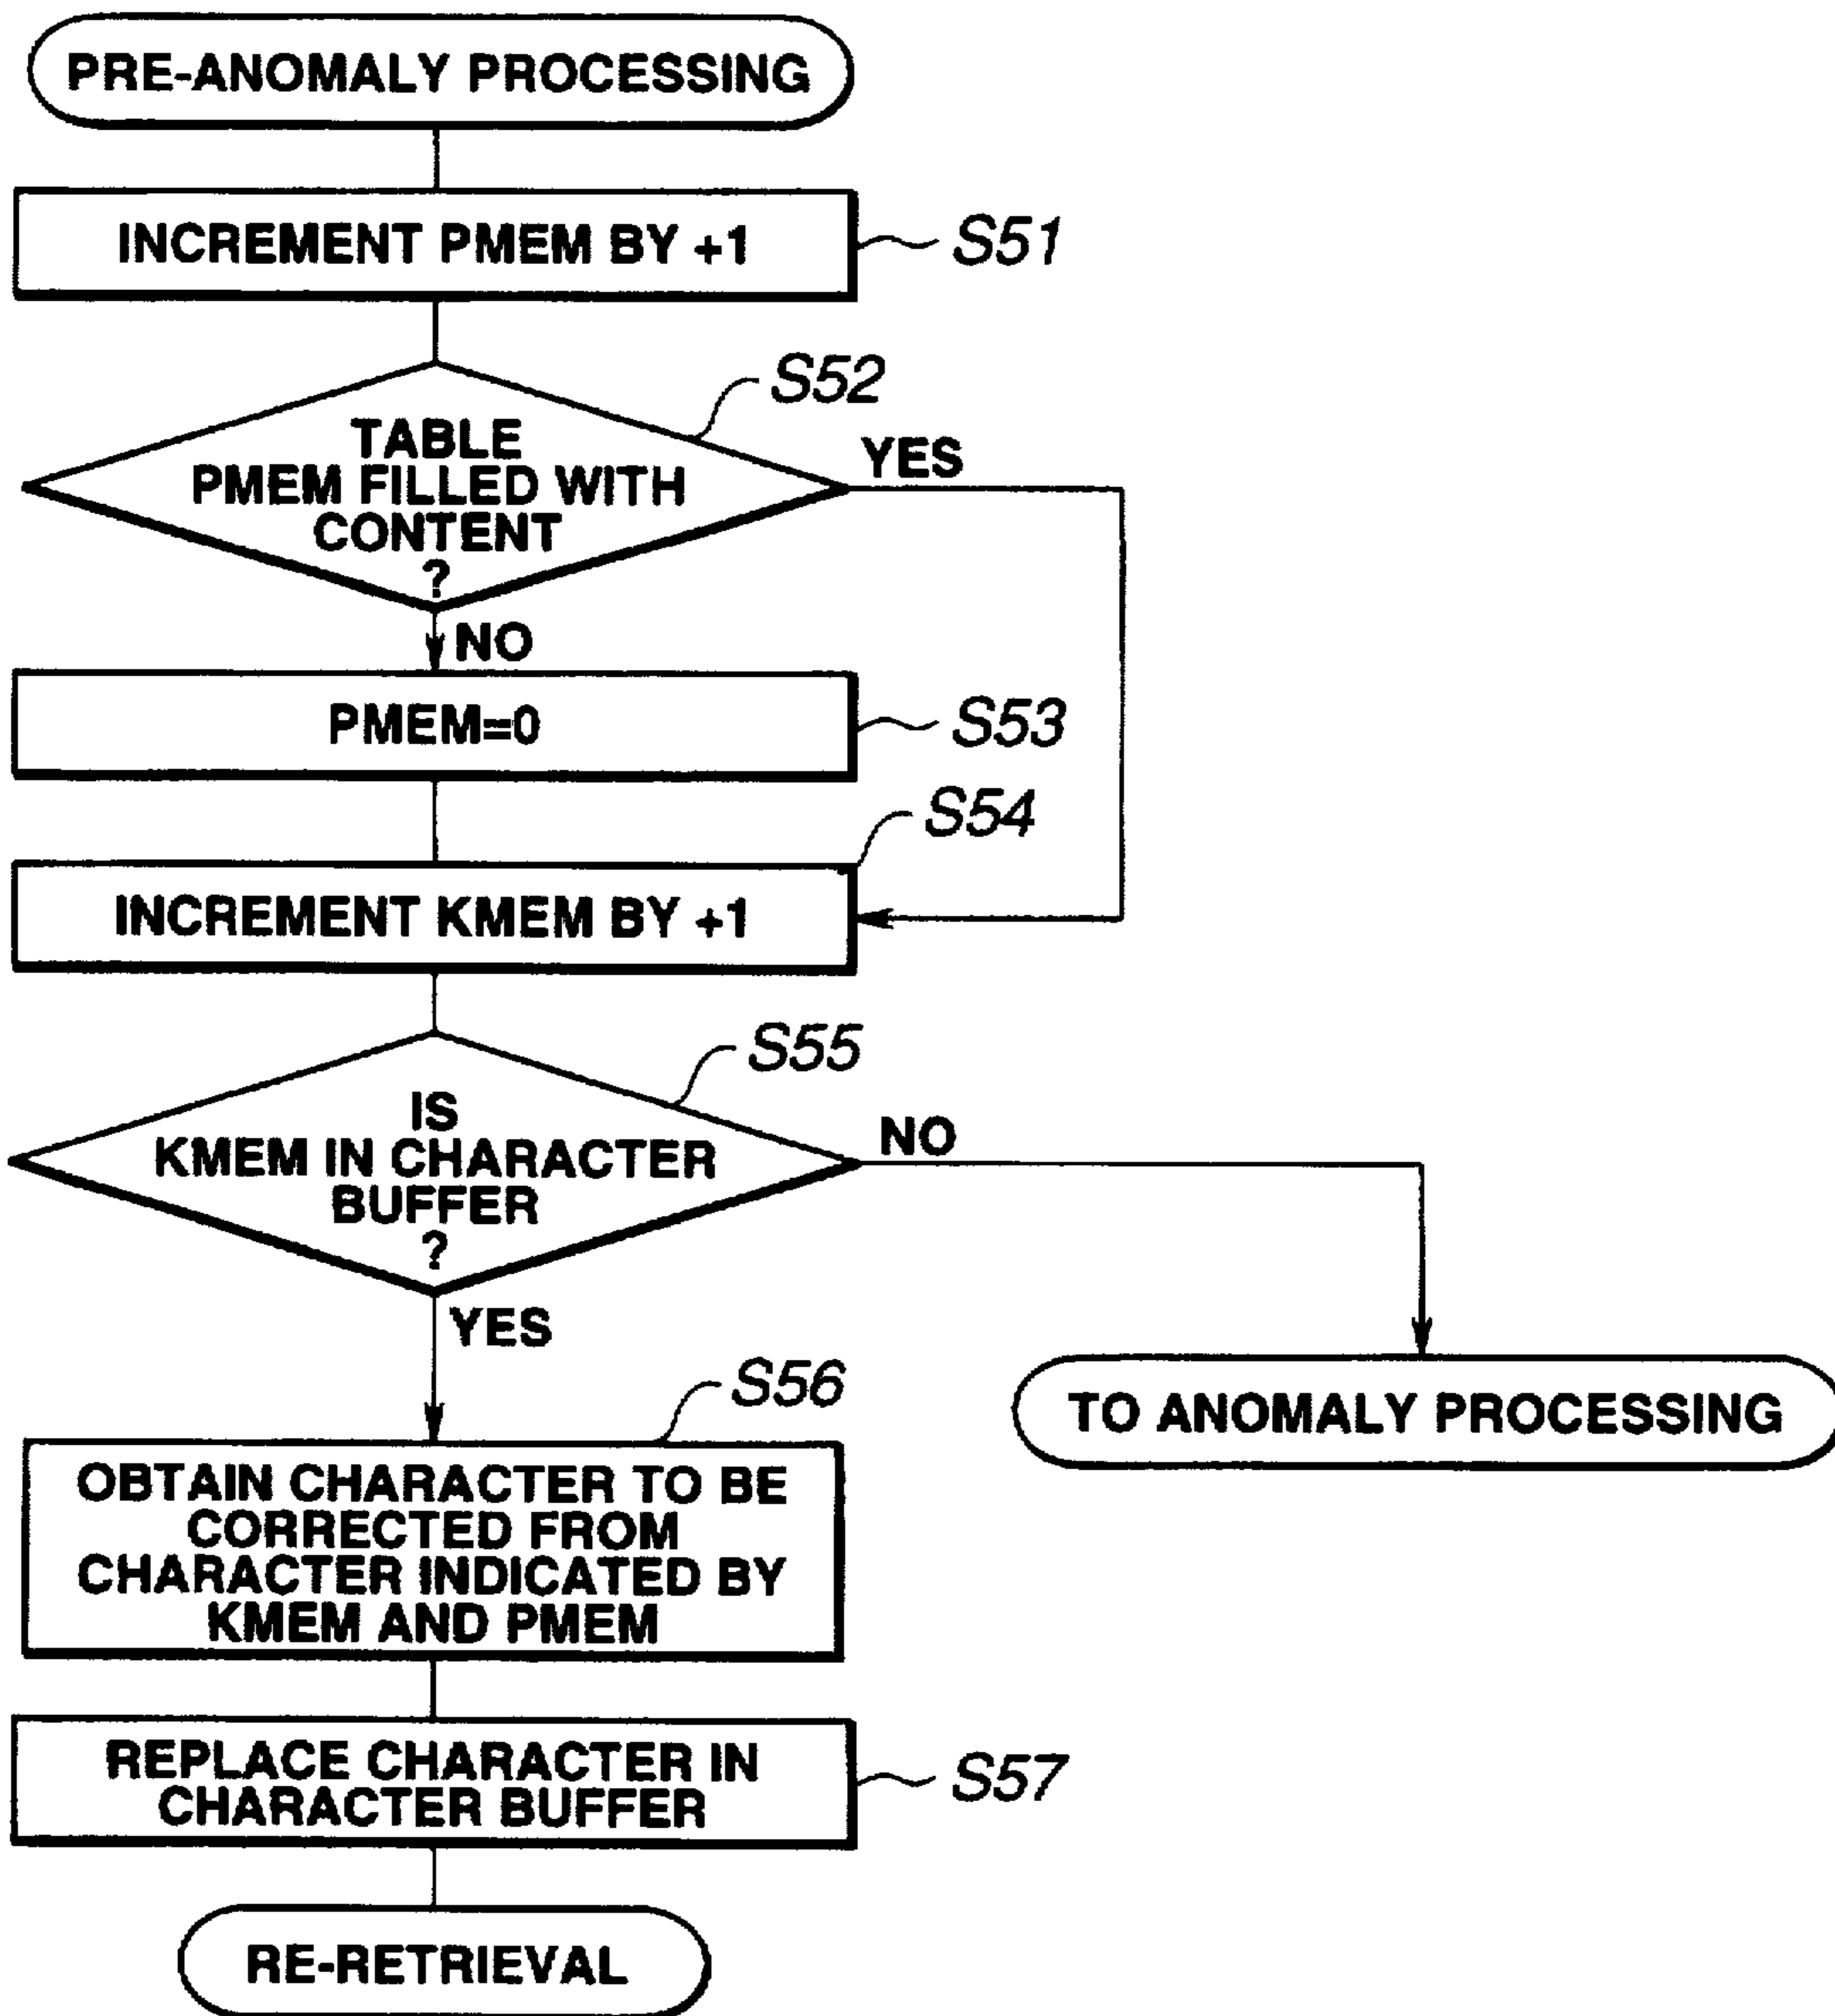 PRE-ANOMALY PROCESSING
INCREMENT PMEM BY +1
S51
S52
TABLE
PMEM FILLED WITH
CONTENT
?
YES
NO
PMEM=0
S53
S54
INCREMENT KMEM BY +1
S55
IS
KMEM IN CHARACTER
BUFFER
?
NO
YES
TO ANOMALY PROCESSING
S56
OBTAIN CHARACTER TO BE
CORRECTED FROM
CHARACTER INDICATED BY
KMEM AND PMEM
REPLACE CHARACTER IN
CHARACTER BUFFER
S57
RE-RETRIEVAL